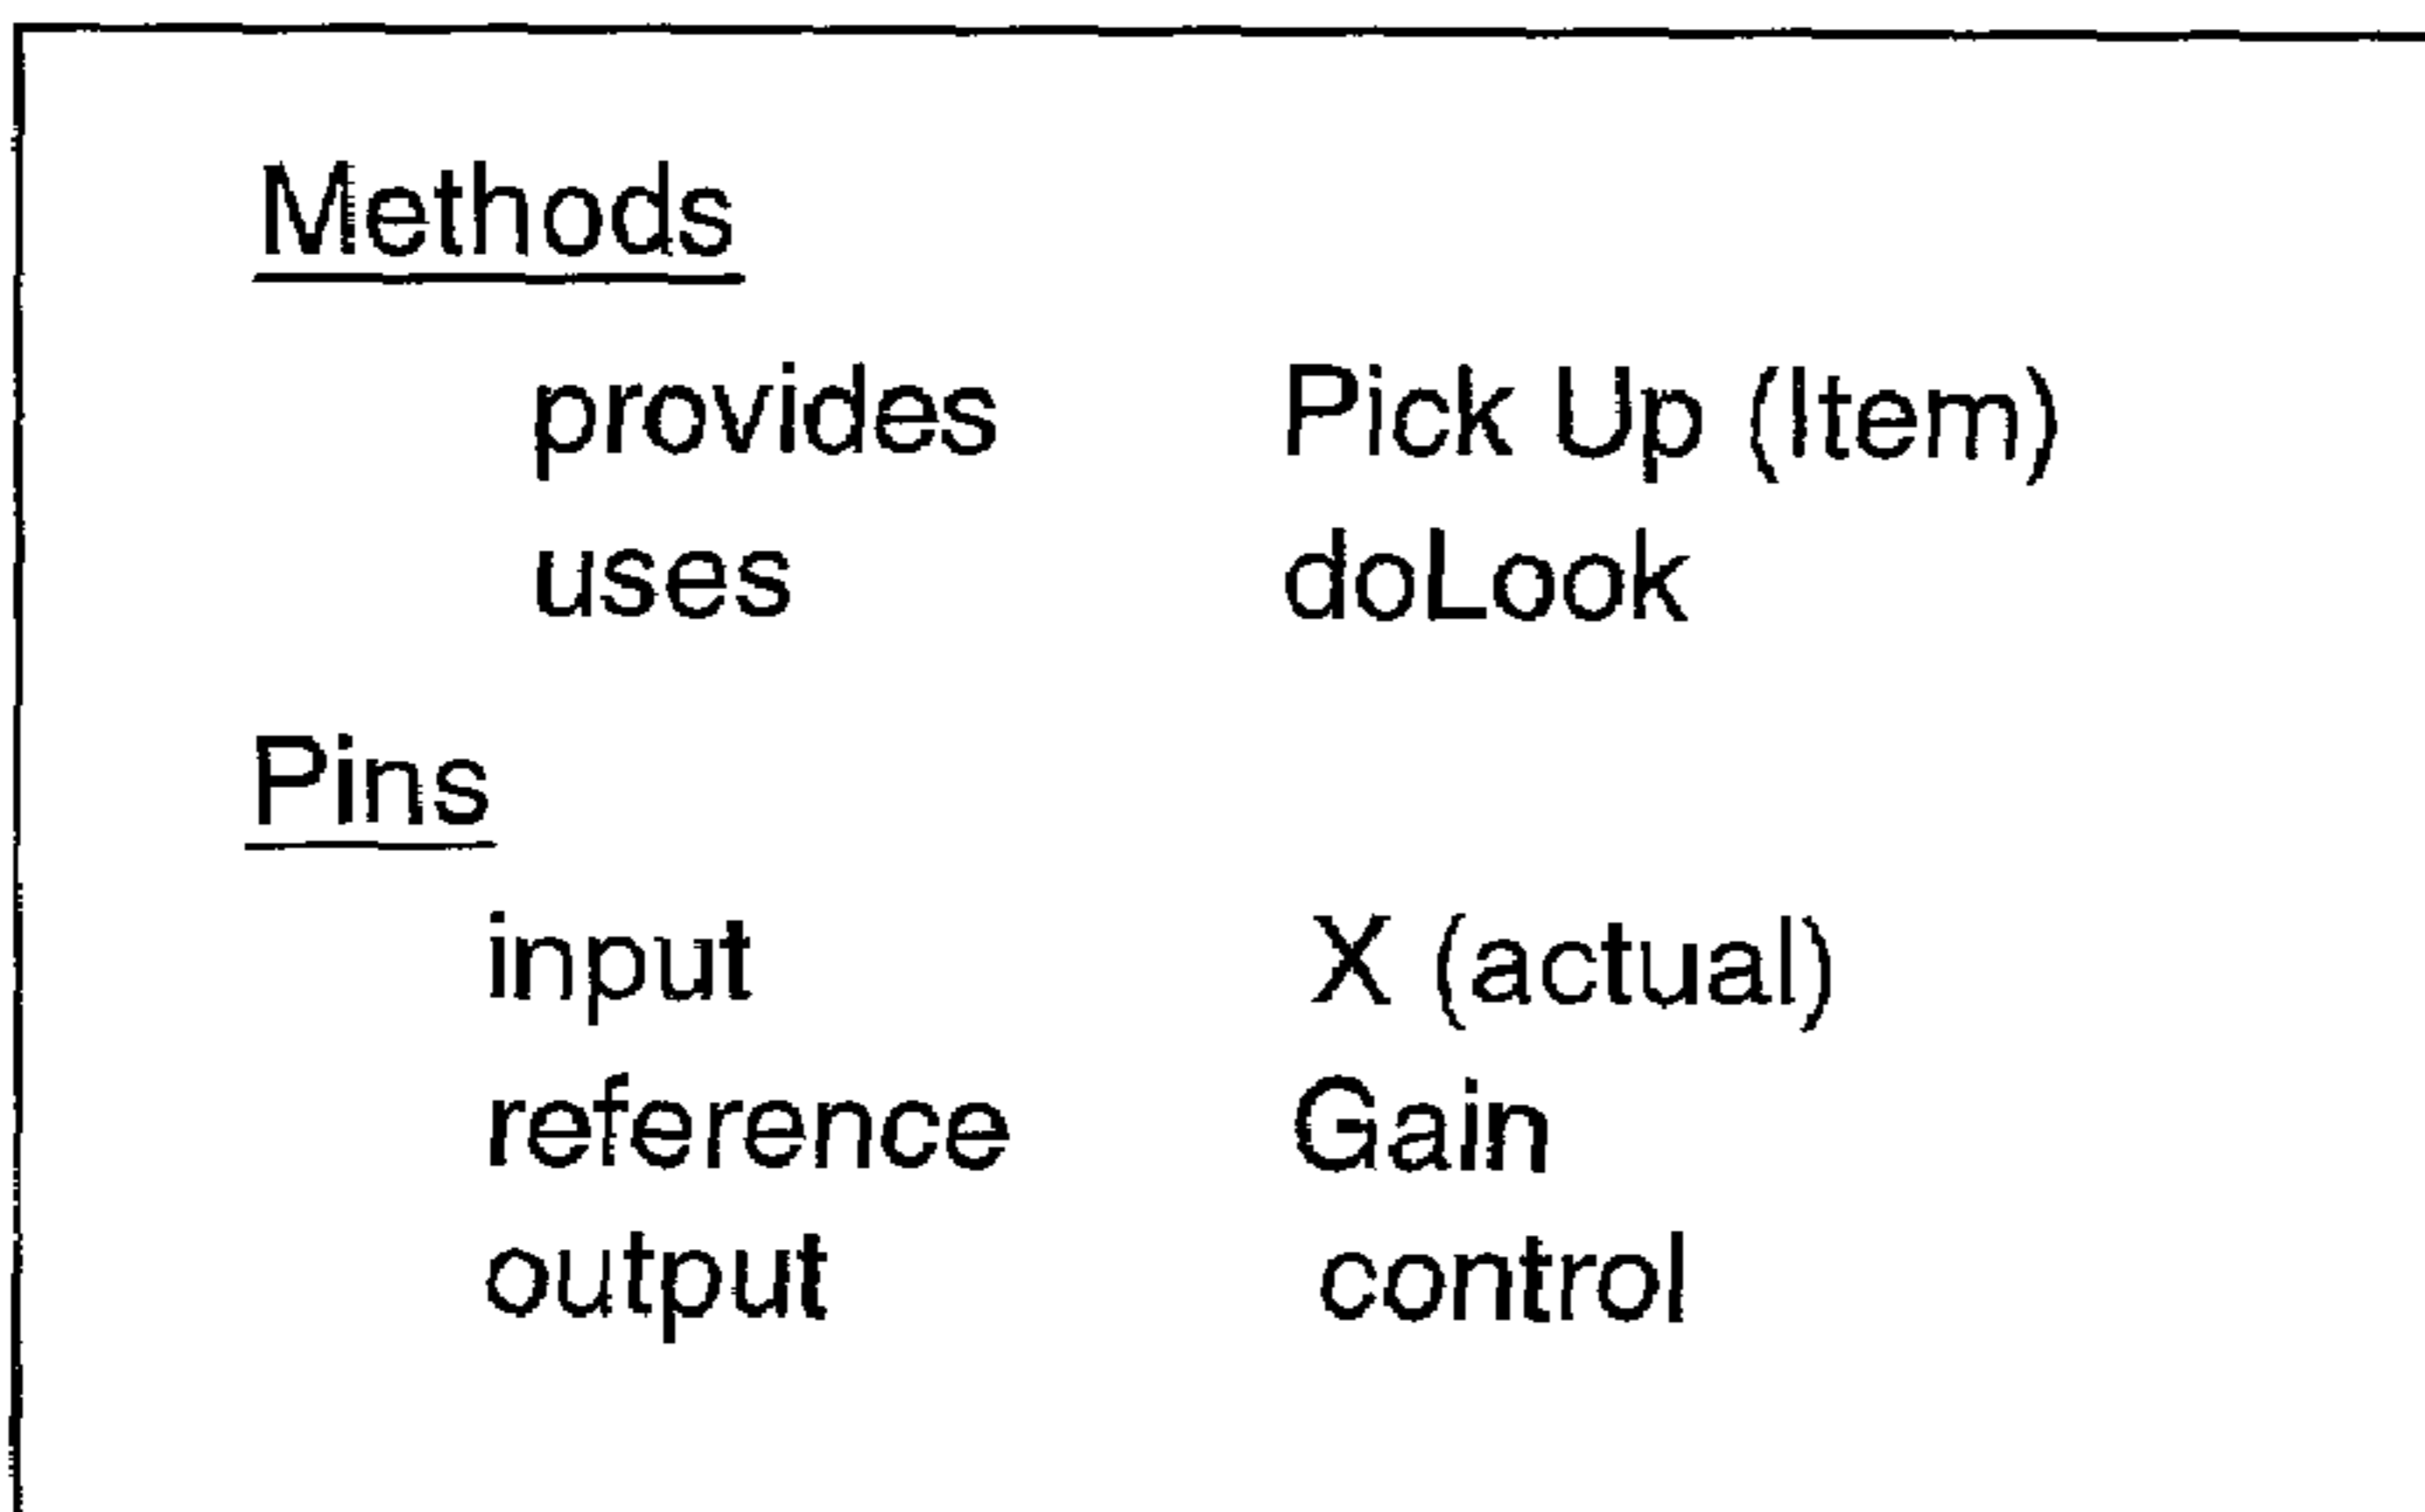 Methods
provides Pick Up (Item)
uses doLook
Pins
input X (actual)
reference Gain
output control